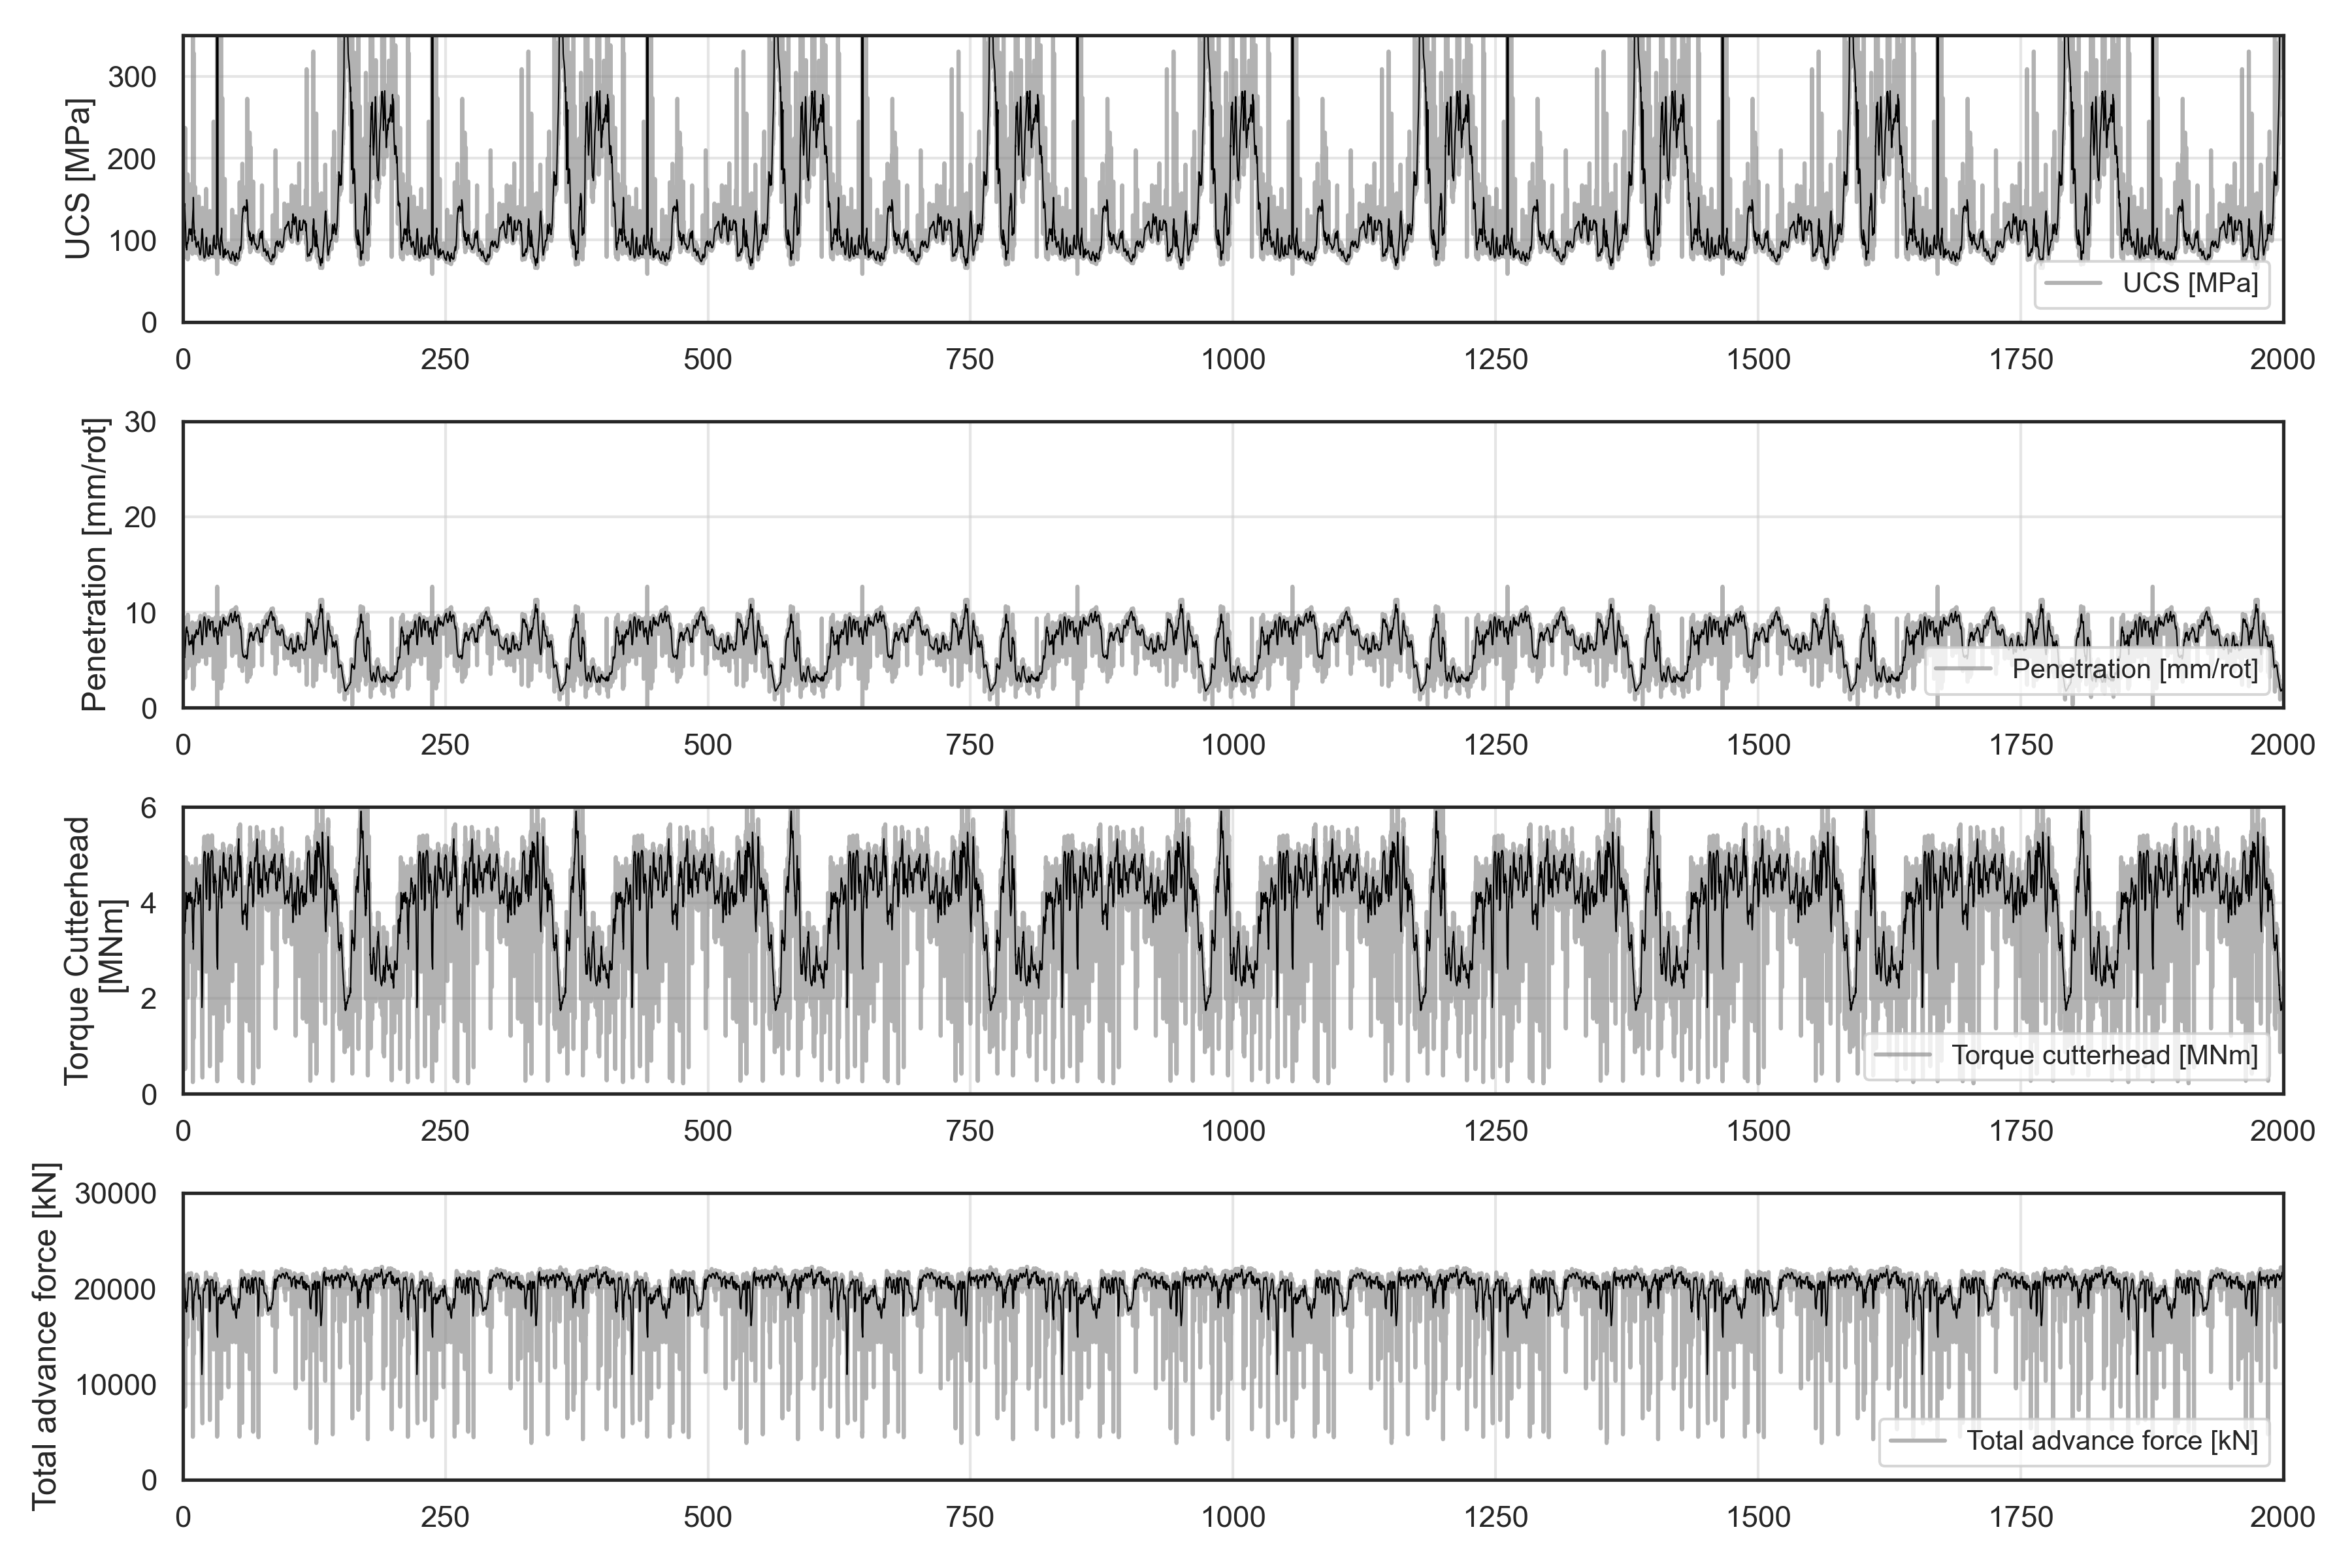 UCS [MPa]
300
200
100
0
UCS [MPa]
0 250 500 750 1000 1250 1500 1750 2000
Penetration [mm/rot]
30
20
10
0
Penetration [mm/rot]
0 250 500 750 1000 1250 1500 1750 2000
Torque Cutterhead
[MNm]
6
4
2
0
Torque cutterhead [MNm]
0 250 500 750 1000 1250 1500 1750 2000
Total advance force [kN]
30000
20000
10000
0
Total advance force [kN]
0 250 500 750 1000 1250 1500 1750 2000